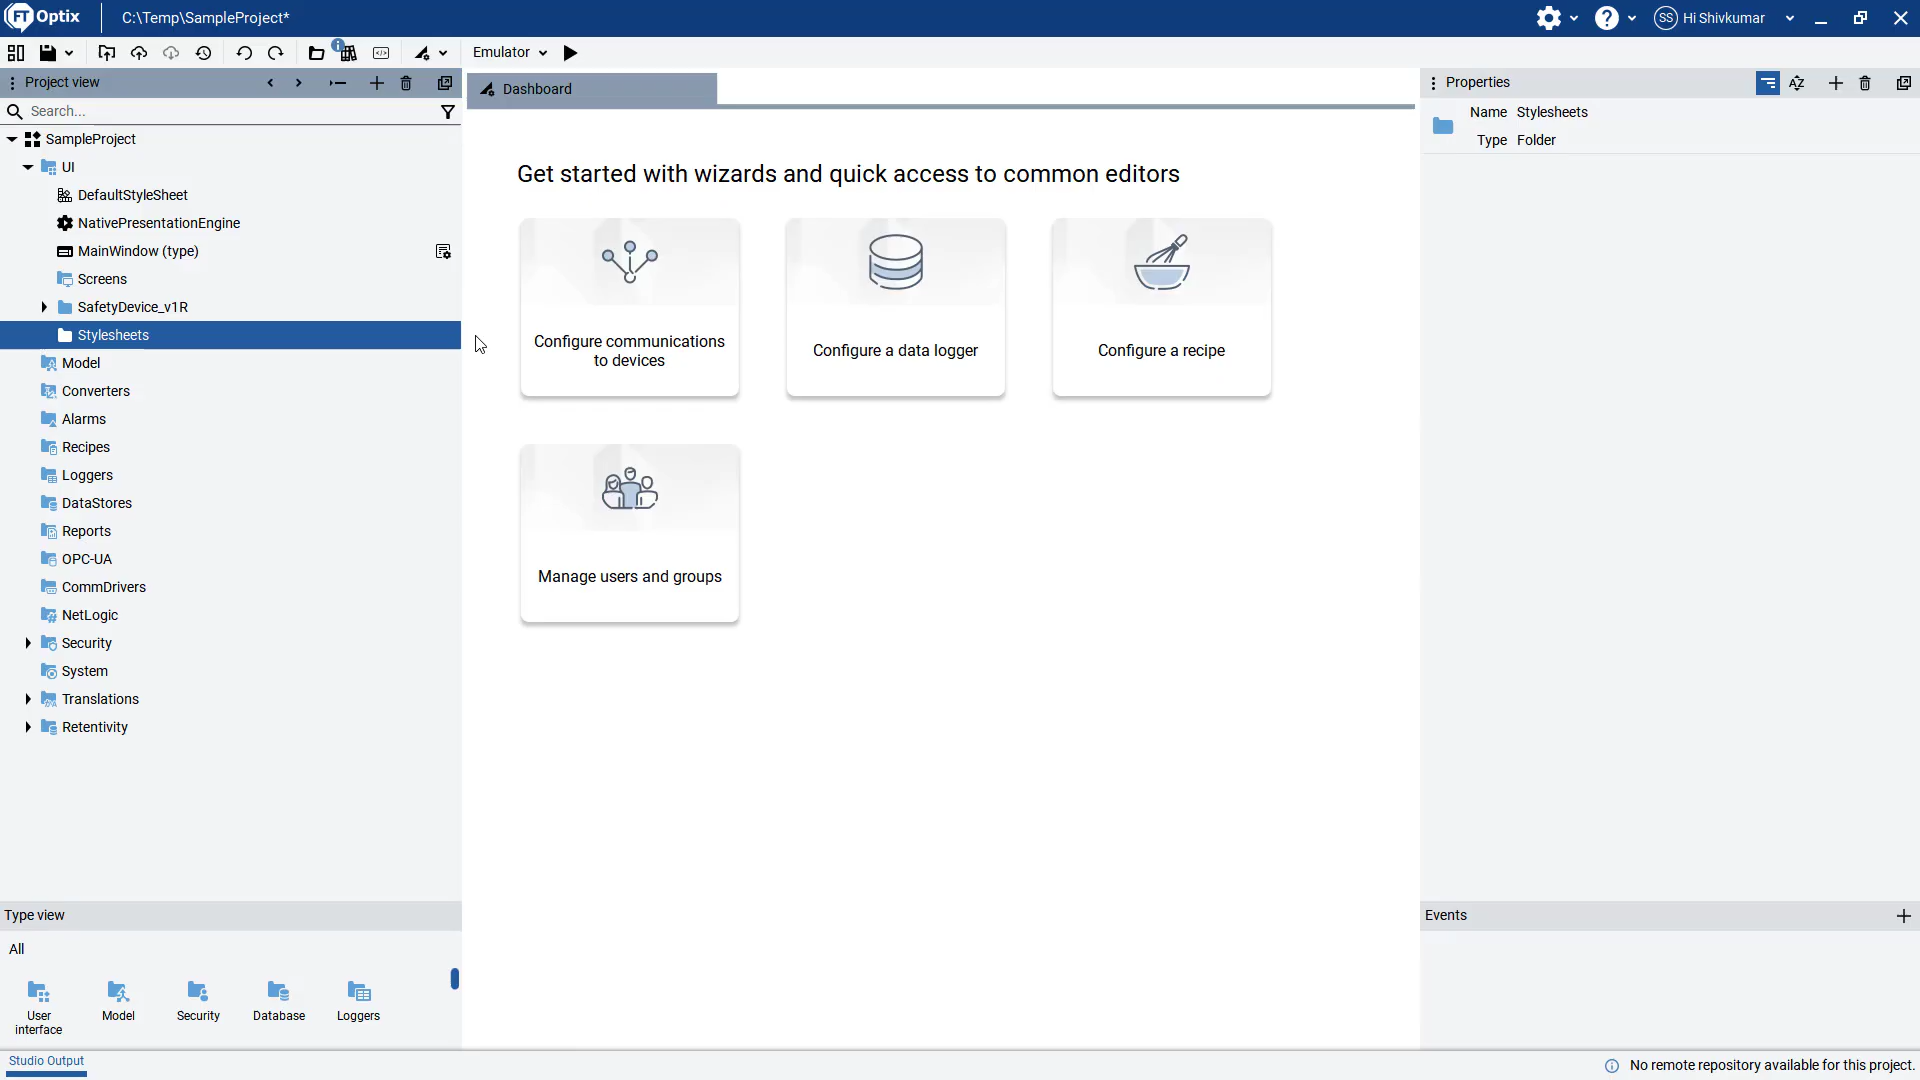 FT Optix
C:\Temp\SampleProject*
SS Hi Shivkumar
Emulator
Project view
Search...
SampleProject
UI
DefaultStyleSheet
NativePresentationEngine
MainWindow (type)
Screens
SafetyDevice_v1R
Stylesheets
Model
Converters
Alarms
Recipes
Loggers
DataStores
Reports
OPC-UA
CommDrivers
NetLogic
Security
System
Translations
Retentivity
Type view
All
User
interface
Model
Security
Database
Loggers
Studio Output
Dashboard
Get started with wizards and quick access to common editors
Configure communications
to devices
Configure a data logger
Configure a recipe
Manage users and groups
Properties
Name Stylesheets
Type Folder
Events
No remote repository available for this project.